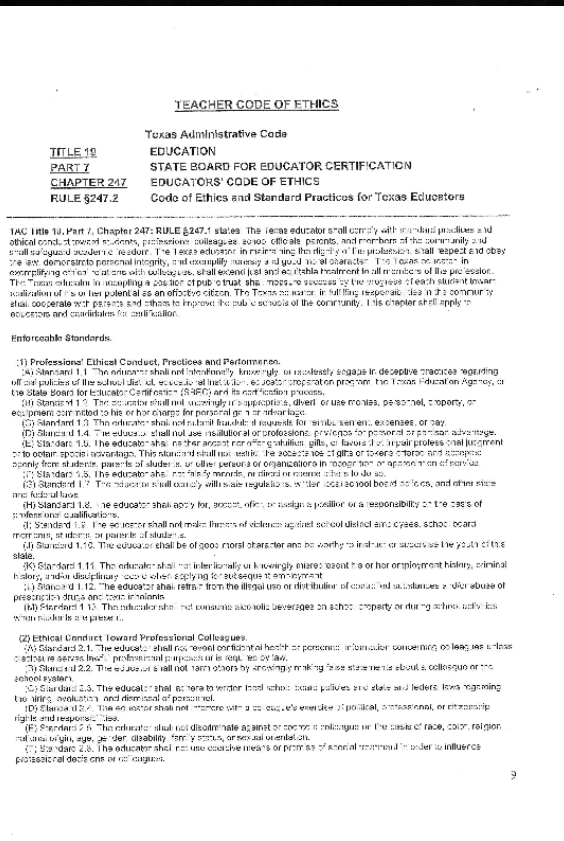 TEACHER CODE OF ETHICS
Texas Administrative Code
TITLE 19 EDUCATION
PART 7 STATE BOARD FOR EDUCATOR CERTIFICATION
CHAPTER 247 EDUCATORS' CODE OF ETHICS
RULE §247.2 Code of Ethics and Standard Practices for Texas Educators
TAC Title 19, Part 7, Chapter 247: RULE §247.1 states: The Texas educator shall comply with standard practices and
ethical conduct toward students, professional colleagues, school officials, parents, and members of the community and
shall safeguard academic freedom. The Texas educator, in maintaining the dignity of the profession, shall respect and obey
the law, demonstrate personal integrity, and exemplify honesty and good moral character. The Texas educator, in
exemplifying ethical relations with colleagues, shall extend just and equitable treatment to all members of the profession.
The Texas educator, in accepting a position of public trust, shall measure success by the progress of each student toward
realization of his or her potential as an effective citizen. The Texas educator, in fulfilling responsibilities in the community,
shall cooperate with parents and others to improve the public schools of the community. This chapter shall apply to
educators and candidates for certification.
Enforceable Standards.
(1) Professional Ethical Conduct, Practices and Performance.
(A) Standard 1.1. The educator shall not intentionally, knowingly, or recklessly engage in deceptive practices regarding
official policies of the school district, educational institution, educator preparation program, the Texas Education Agency, or
the State Board for Educator Certification (SBEC) and its certification process.
(B) Standard 1.2. The educator shall not knowingly misappropriate, divert, or use monies, personnel, property, or
equipment committed to his or her charge for personal gain or advantage.
(C) Standard 1.3. The educator shall not submit fraudulent requests for reimbursement, expenses, or pay.
(D) Standard 1.4. The educator shall not use institutional or professional privileges for personal or partisan advantage.
(E) Standard 1.5. The educator shall neither accept nor offer gratuities, gifts, or favors that impair professional judgment
or to obtain special advantage. This standard shall not restrict the acceptance of gifts or tokens offered and accepted
openly from students, parents of students, or other persons or organizations in recognition or appreciation of service.
(F) Standard 1.6. The educator shall not falsify records, or direct or coerce others to do so.
(G) Standard 1.7. The educator shall comply with state regulations, written local school board policies, and other state
and federal laws.
(H) Standard 1.8. The educator shall apply for, accept, offer, or assign a position or a responsibility on the basis of
professional qualifications.
(I) Standard 1.9. The educator shall not make threats of violence against school district employees, school board
members, students, or parents of students.
(J) Standard 1.10. The educator shall be of good moral character and be worthy to instruct or supervise the youth of this
state.
(K) Standard 1.11. The educator shall not intentionally or knowingly misrepresent his or her employment history, criminal
history, and/or disciplinary record when applying for subsequent employment.
(L) Standard 1.12. The educator shall refrain from the illegal use or distribution of controlled substances and/or abuse of
prescription drugs and toxic inhalants.
(M) Standard 1.13. The educator shall not consume alcoholic beverages on school property or during school activities
when students are present.
(2) Ethical Conduct Toward Professional Colleagues.
(A) Standard 2.1. The educator shall not reveal confidential health or personnel information concerning colleagues unless
disclosure serves lawful professional purposes or is required by law.
(B) Standard 2.2. The educator shall not harm others by knowingly making false statements about a colleague or the
school system.
(C) Standard 2.3. The educator shall adhere to written local school board policies and state and federal laws regarding
the hiring, evaluation, and dismissal of personnel.
(D) Standard 2.4. The educator shall not interfere with a colleague's exercise of political, professional, or citizenship
rights and responsibilities.
(E) Standard 2.5. The educator shall not discriminate against or coerce a colleague on the basis of race, color, religion,
national origin, age, gender, disability, family status, or sexual orientation.
(F) Standard 2.6. The educator shall not use coercive means or promise of special treatment in order to influence
professional decisions or colleagues.
9